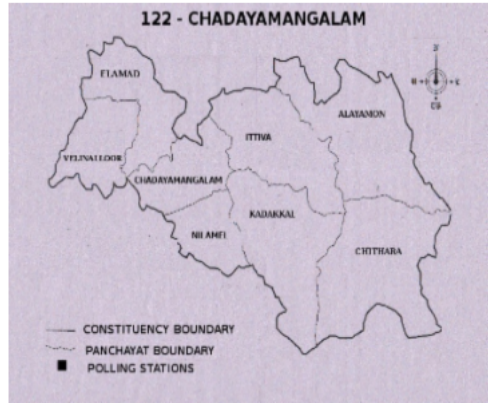 122 - CHADAYAMANGALAM
ELAMAD
N
ALAYAMON
ITTIVA
VELINALLOOR
CHADAYAMANGALAM
KADAKKAL
NILAMEL
CHITHARA
CONSTITUENCY BOUNDARY
PANCHAYAT BOUNDARY
POLLING STATIONS